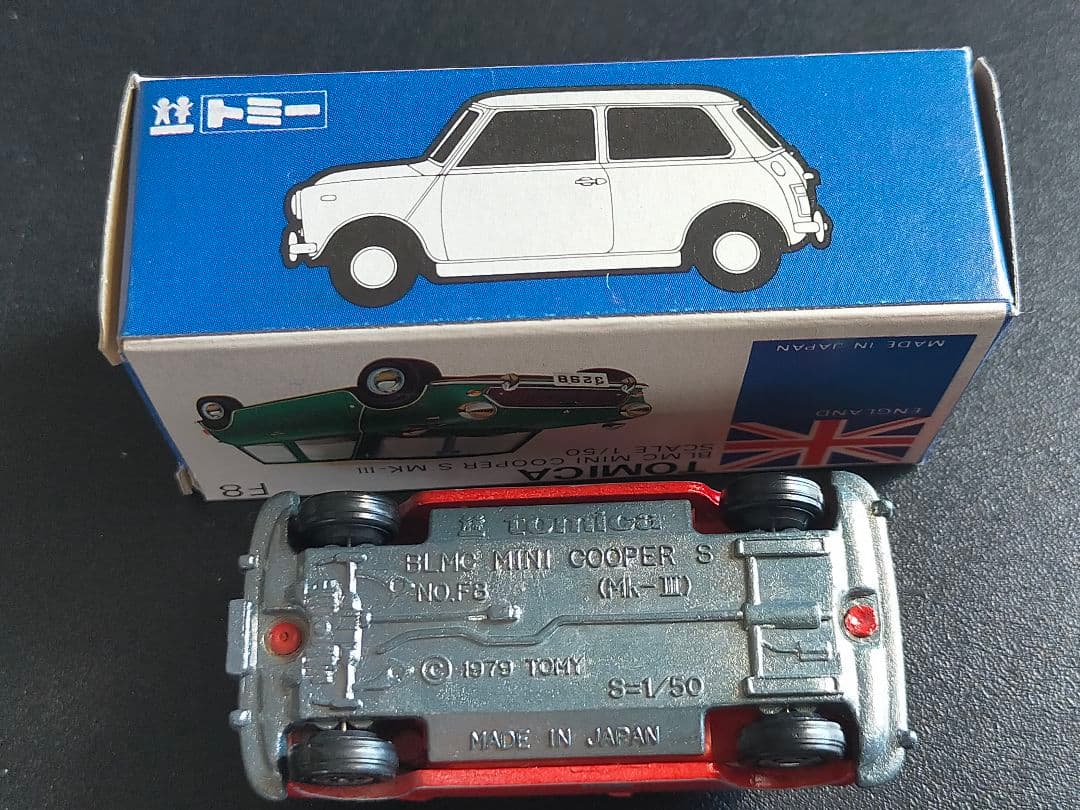 トミー
MADE IN JAPAN
ENGLAND
3298
TOMICA
BLMC MINI COOPER S MK-III
SCALE 1/50
F8
tomica
BLMC MINI COOPER S
NO.F8 (Mk-III)
© 1979 TOMY
S=1/50
MADE IN JAPAN